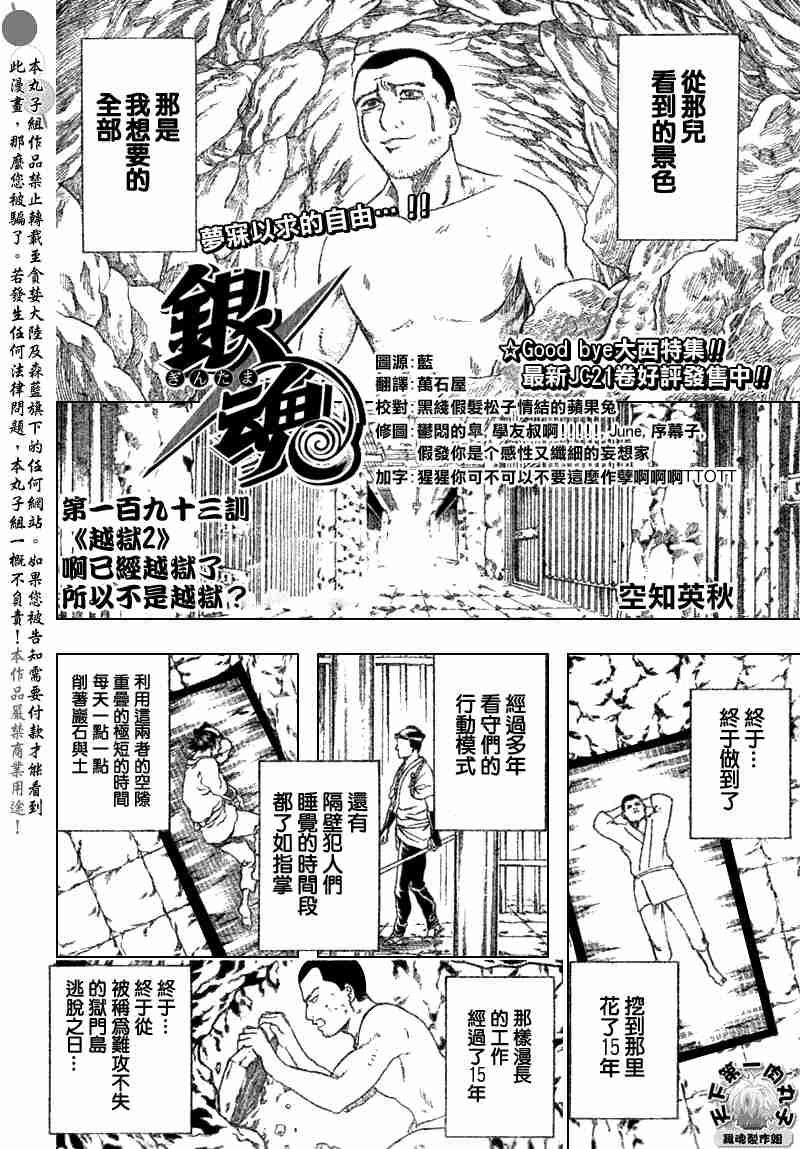 從那兒
看到的景色
那是
我想要的
全部
夢寐以求的自由…!!
銀魂
ぎんたま
☆Good bye大西特集!!
最新JC21卷好評發售中!!
圖源:藍
翻譯:萬石屋
校對:黑綫假髮松子情結的蘋果兔
修圖:鬱悶的皐 學友叔啊!!!!!, June, 序幕子,
假發你是个感性又纖細的妄想家
加字:猩猩你可不可以不要這麼作孽啊啊啊TTOTT
第一百九十三訓
《越獄2》
啊已經越獄了
所以不是越獄？
空知英秋
終于…
終于做到了
挖到那里
花了15年
經過多年
看守們的
行動模式
還有
隔壁犯人們
睡覺的時間段
都了如指掌
利用這兩者的空隙
重疊的極短的時間
每天一點一點
削著巖石與土
那樣漫長
的工作
經過了15年
終于…
終于從
被稱爲難攻不失
的獄門島
逃脫之日…
本丸子組作品禁止轉載至貪婪大陸及森藍旗下的任何網站。如果您被告知需要付款才能看到
此漫畫，那麼您被騙了。若發生任何法律問題，本丸子組一概不負責！本作品嚴禁商業用途！
天下第一肉丸子
銀魂製作組